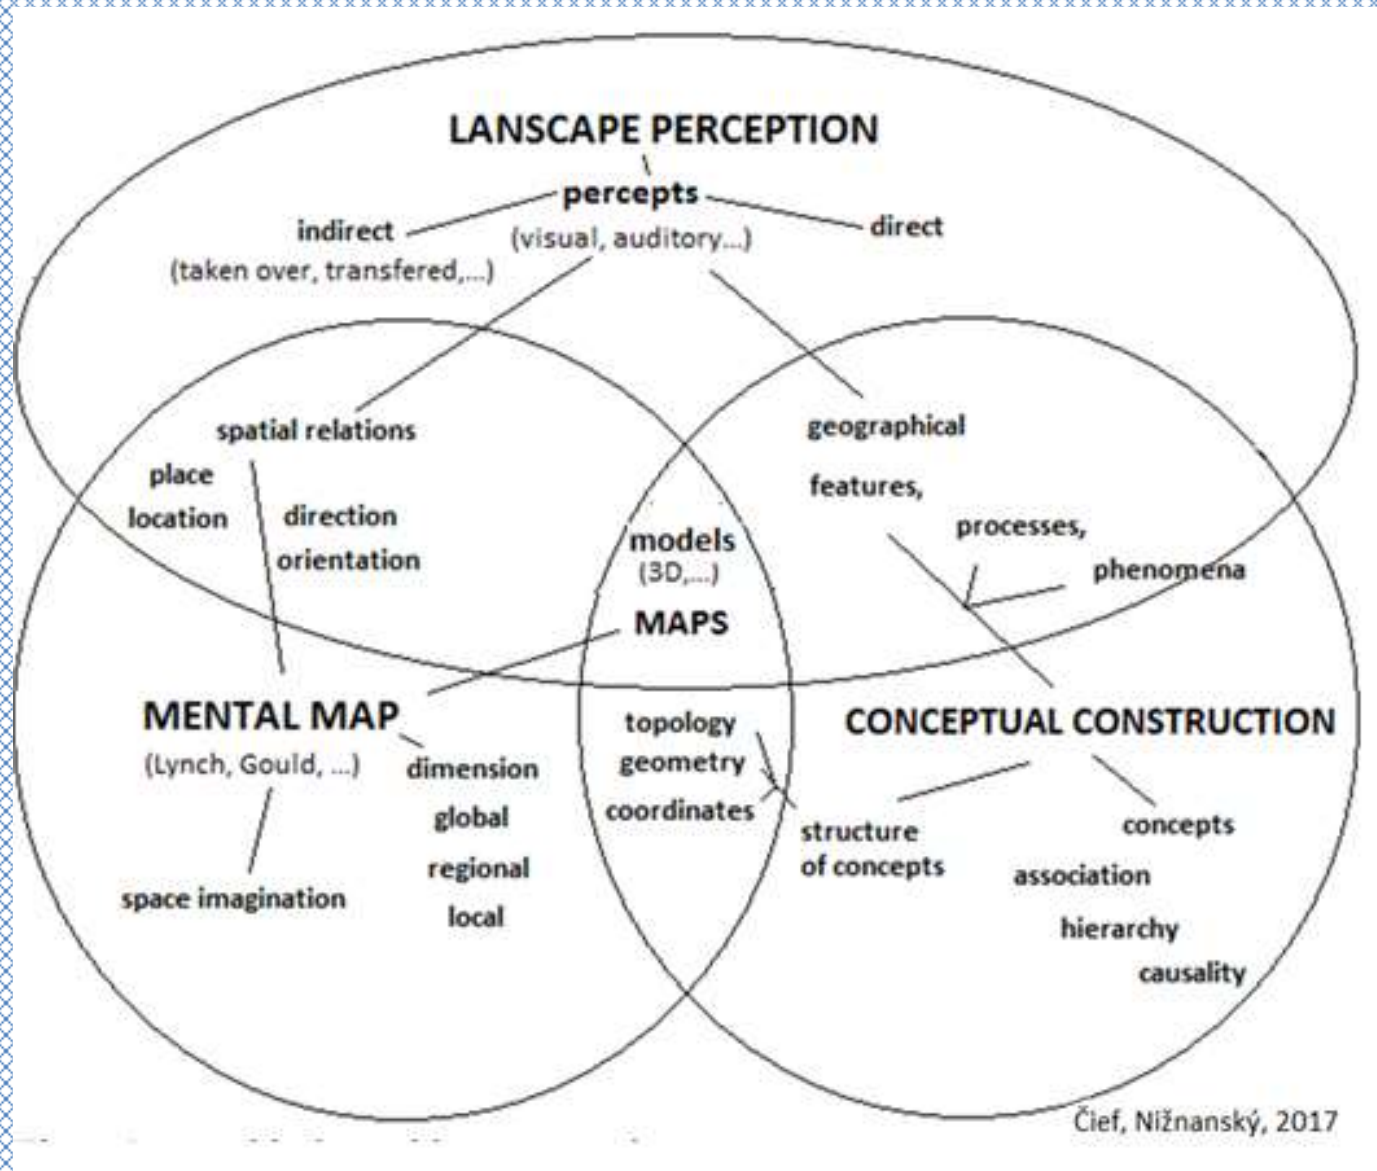 LANSCAPE PERCEPTION
percepts
indirect
direct
(visual, auditory...)
(taken over, transfered,...)
spatial relations
place
location
direction
orientation
geographical
features,
processes,
phenomena
models
(3D,...)
MAPS
MENTAL MAP
(Lynch, Gould, ...)
dimension
global
regional
local
space imagination
topology
geometry
coordinates
CONCEPTUAL CONSTRUCTION
structure
of concepts
concepts
association
hierarchy
causality
Čief, Nižnanský, 2017